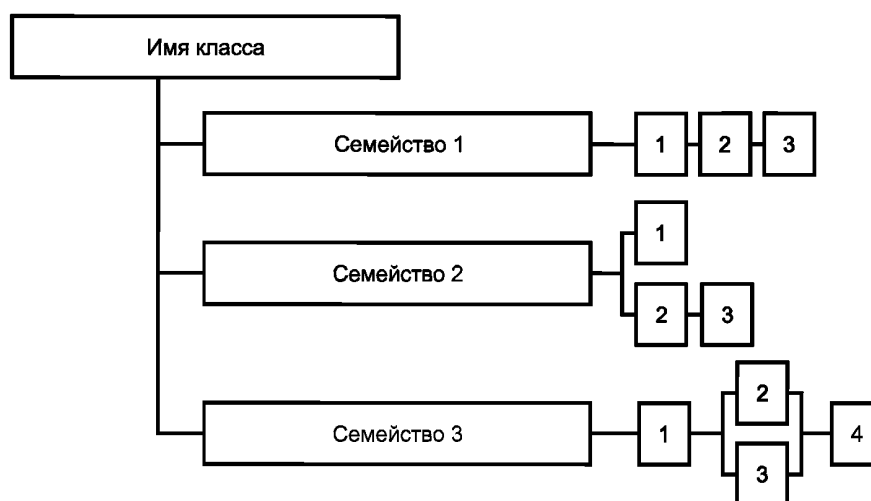 Имя класса
Семейство 1
1 2 3
1
Семейство 2
2 3
2
Семейство 3
1
4
3